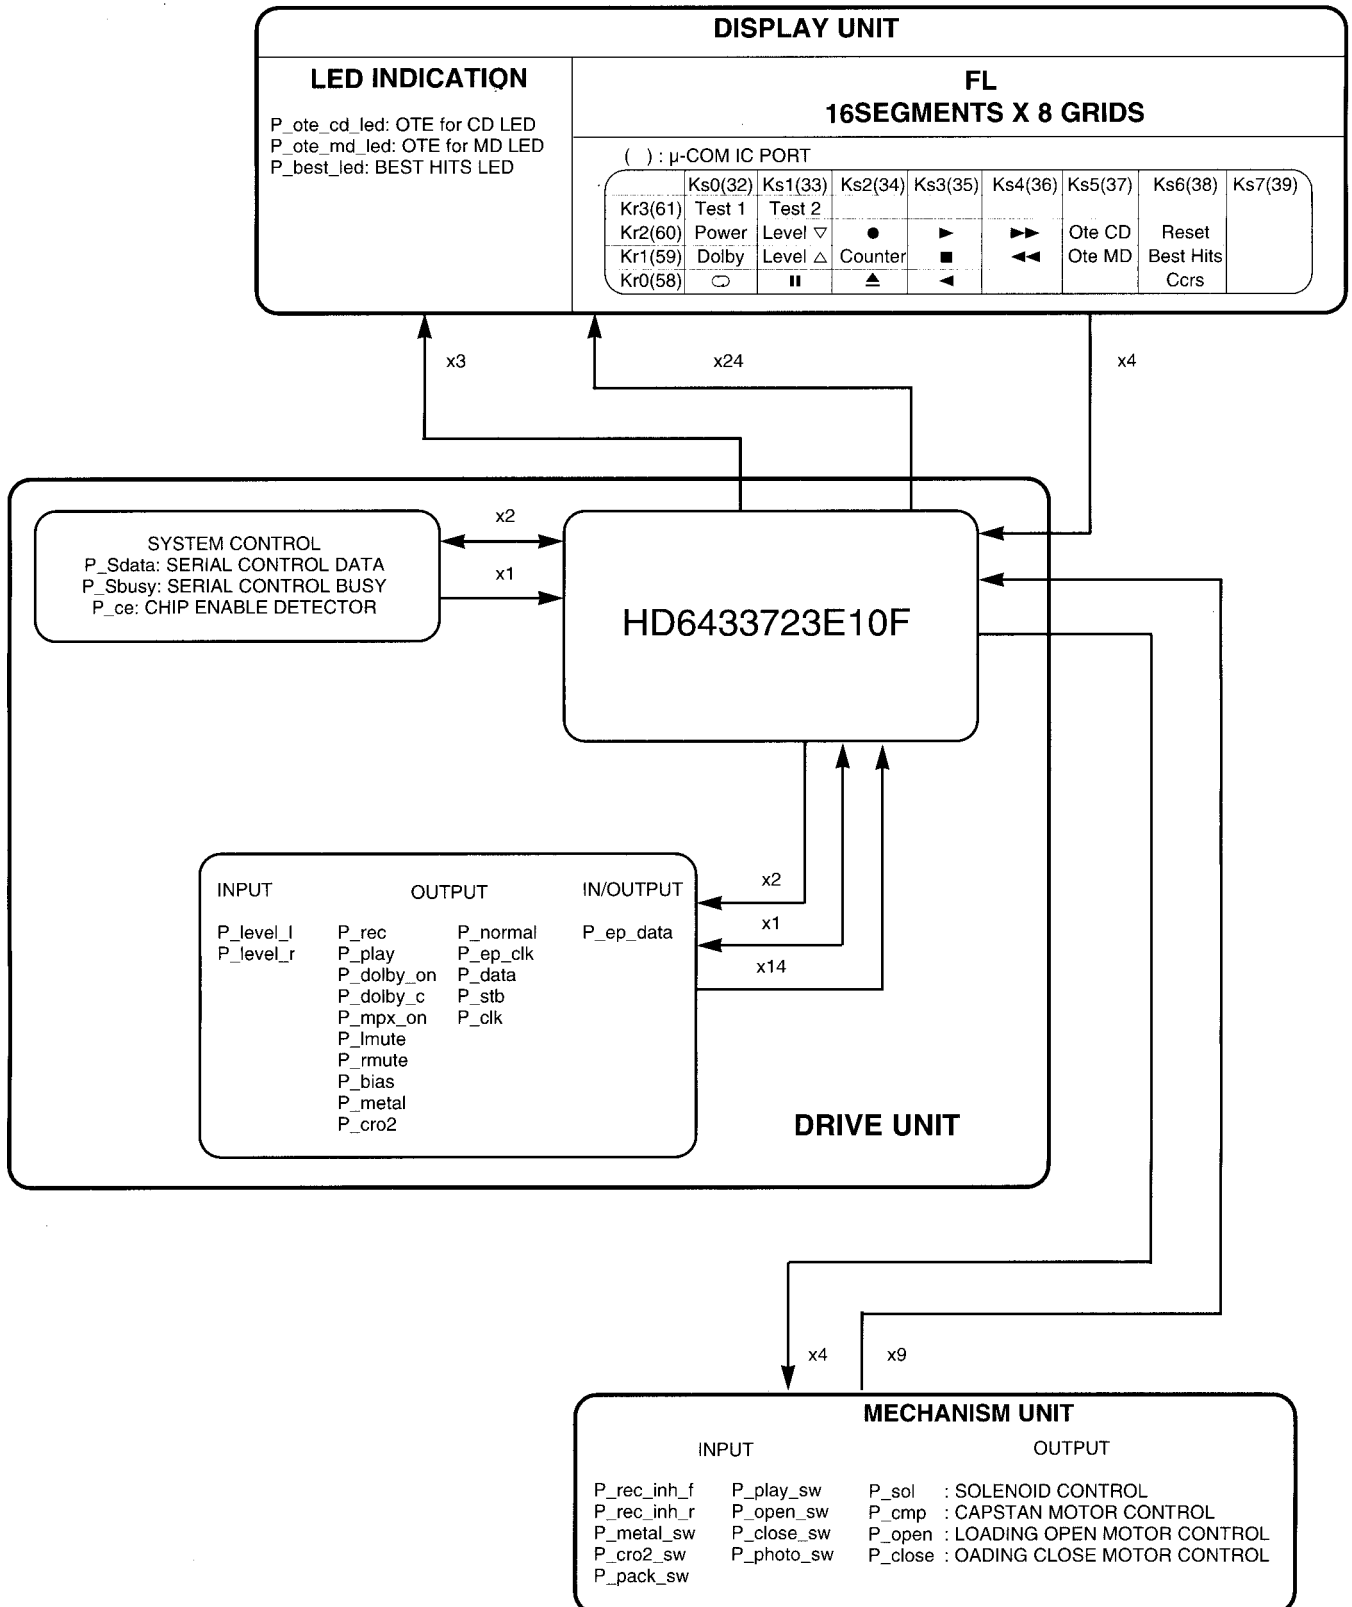 DISPLAY UNIT
LED INDICATION
P_ote_cd_led: OTE for CD LED
P_ote_md_led: OTE for MD LED
P_best_led: BEST HITS LED
FL
16SEGMENTS X 8 GRIDS
( ) : µ-COM IC PORT
Ks0(32) Ks1(33) Ks2(34) Ks3(35) Ks4(36) Ks5(37) Ks6(38) Ks7(39)
Kr3(61) Test 1 Test 2
Kr2(60) Power Level ▽ ● ► ►► Ote CD Reset
Kr1(59) Dolby Level △ Counter ■ ◄◄ Ote MD Best Hits
Kr0(58) ⊂⊃ ▮▮ ⏏ ◄ Ccrs
x3
x24
x4
SYSTEM CONTROL
P_Sdata: SERIAL CONTROL DATA
P_Sbusy: SERIAL CONTROL BUSY
P_ce: CHIP ENABLE DETECTOR
x2
x1
HD6433723E10F
INPUT OUTPUT IN/OUTPUT
P_level_l P_rec P_normal P_ep_data
P_level_r P_play P_ep_clk
P_dolby_on P_data
P_dolby_c P_stb
P_mpx_on P_clk
P_lmute
P_rmute
P_bias
P_metal
P_cro2
x2
x1
x14
DRIVE UNIT
x4
x9
MECHANISM UNIT
INPUT OUTPUT
P_rec_inh_f P_play_sw P_sol : SOLENOID CONTROL
P_rec_inh_r P_open_sw P_cmp : CAPSTAN MOTOR CONTROL
P_metal_sw P_close_sw P_open : LOADING OPEN MOTOR CONTROL
P_cro2_sw P_photo_sw P_close : OADING CLOSE MOTOR CONTROL
P_pack_sw